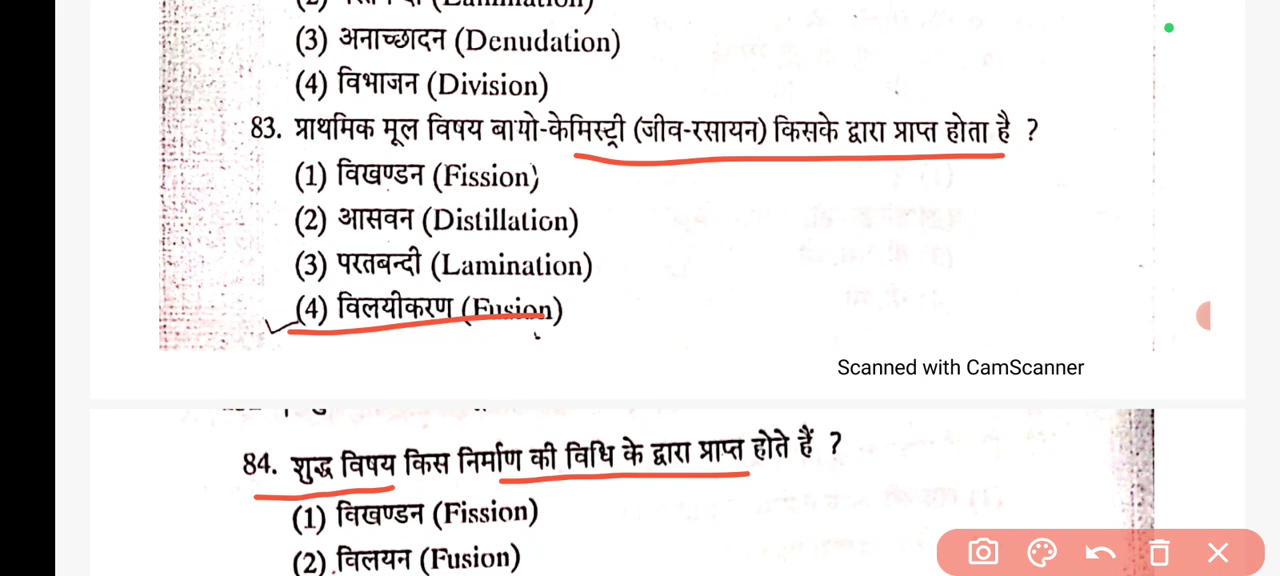 (3) अनाच्छादन (Denudation)
(4) विभाजन (Division)
83. प्राथमिक मूल विषय बायो-केमिस्ट्री (जीव-रसायन) किसके द्वारा प्राप्त होता है ?
(1) विखण्डन (Fission)
(2) आसवन (Distillation)
(3) परतबन्दी (Lamination)
(4) विलयीकरण (Fusion)
Scanned with CamScanner
84. शुद्ध विषय किस निर्माण की विधि के द्वारा प्राप्त होते हैं ?
(1) विखण्डन (Fission)
(2) विलयन (Fusion)